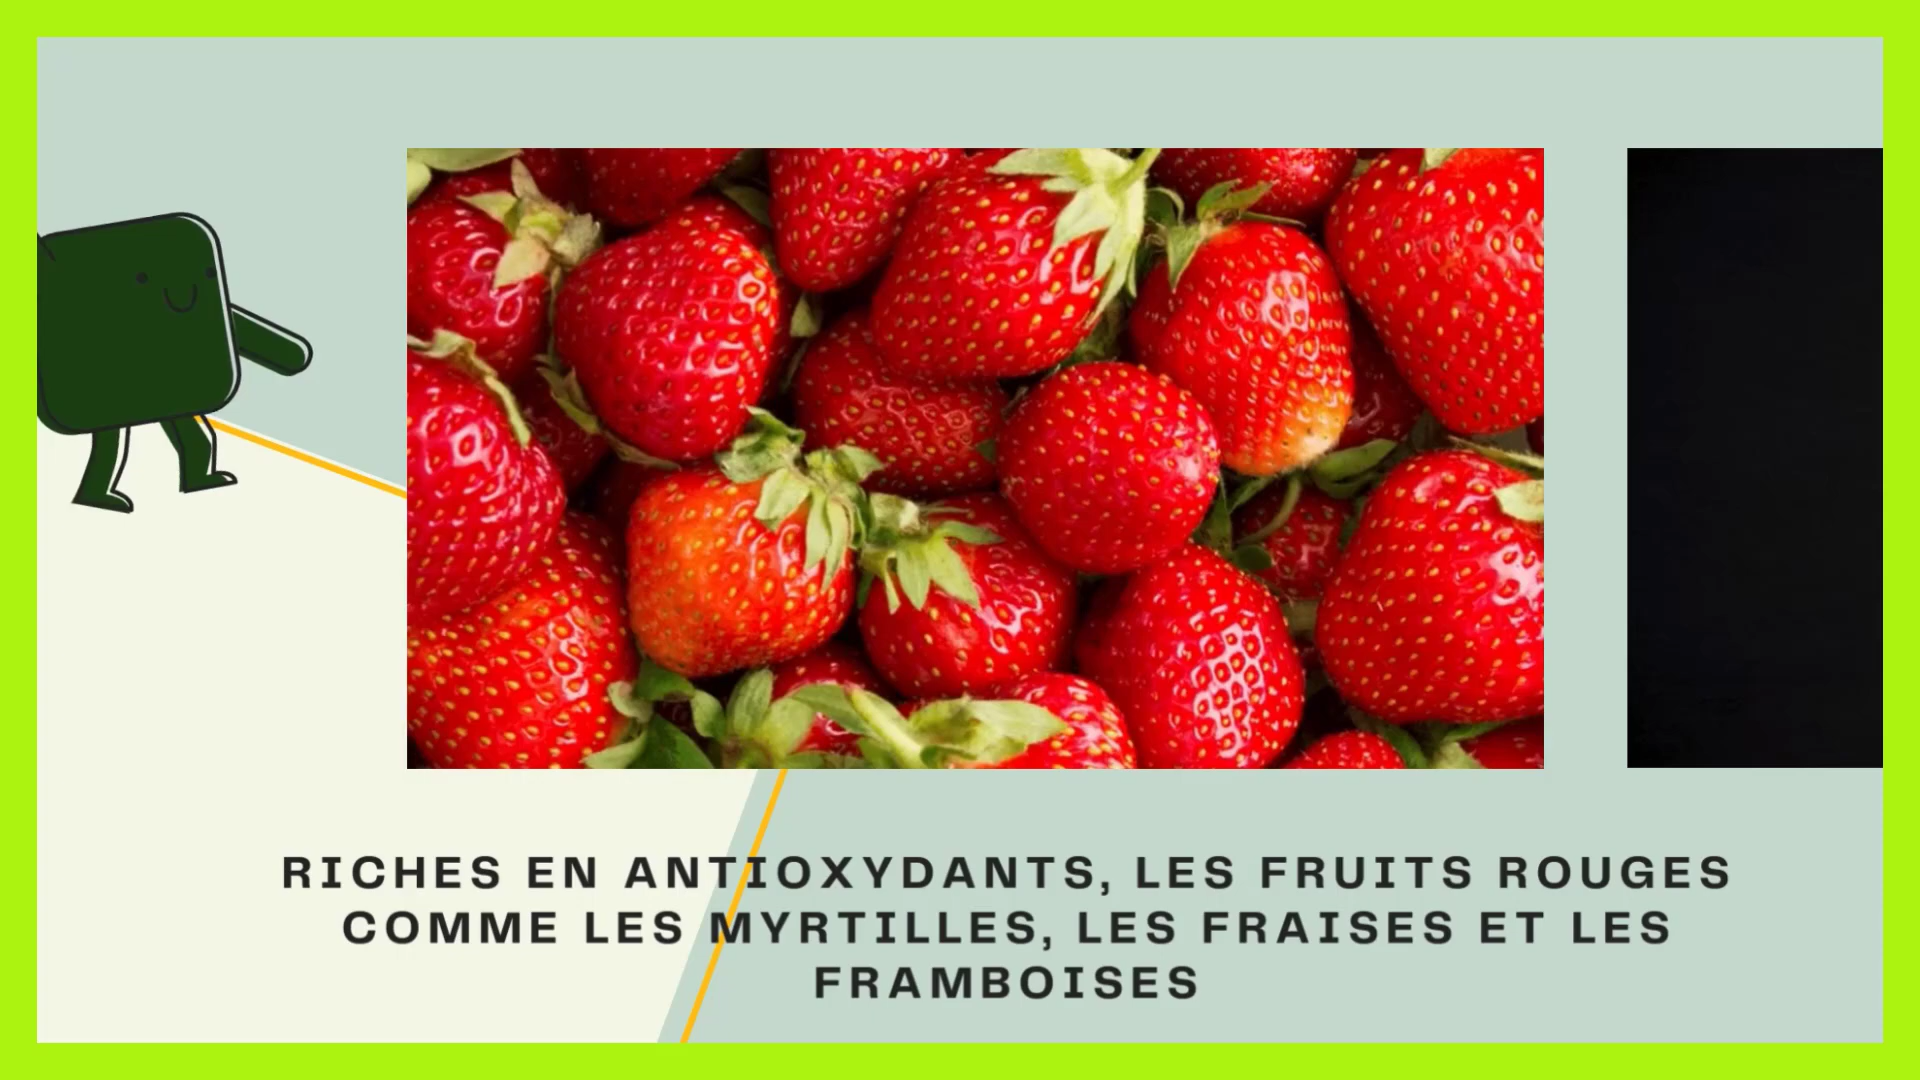 RICHES EN ANTIOXYDANTS, LES FRUITS ROUGES
COMME LES MYRTILLES, LES FRAISES ET LES
FRAMBOISES